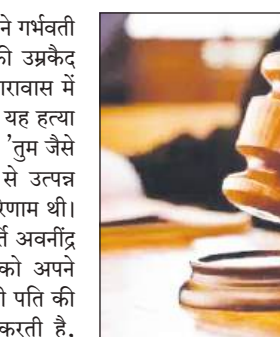 ने गर्भवती
की उम्रकैद
रावास में
यह हत्या
'तुम जैसे
से उत्पन्न
रेणाम थी।
र्ति अवनींद्र
को अपने
ी पति की
करती है,